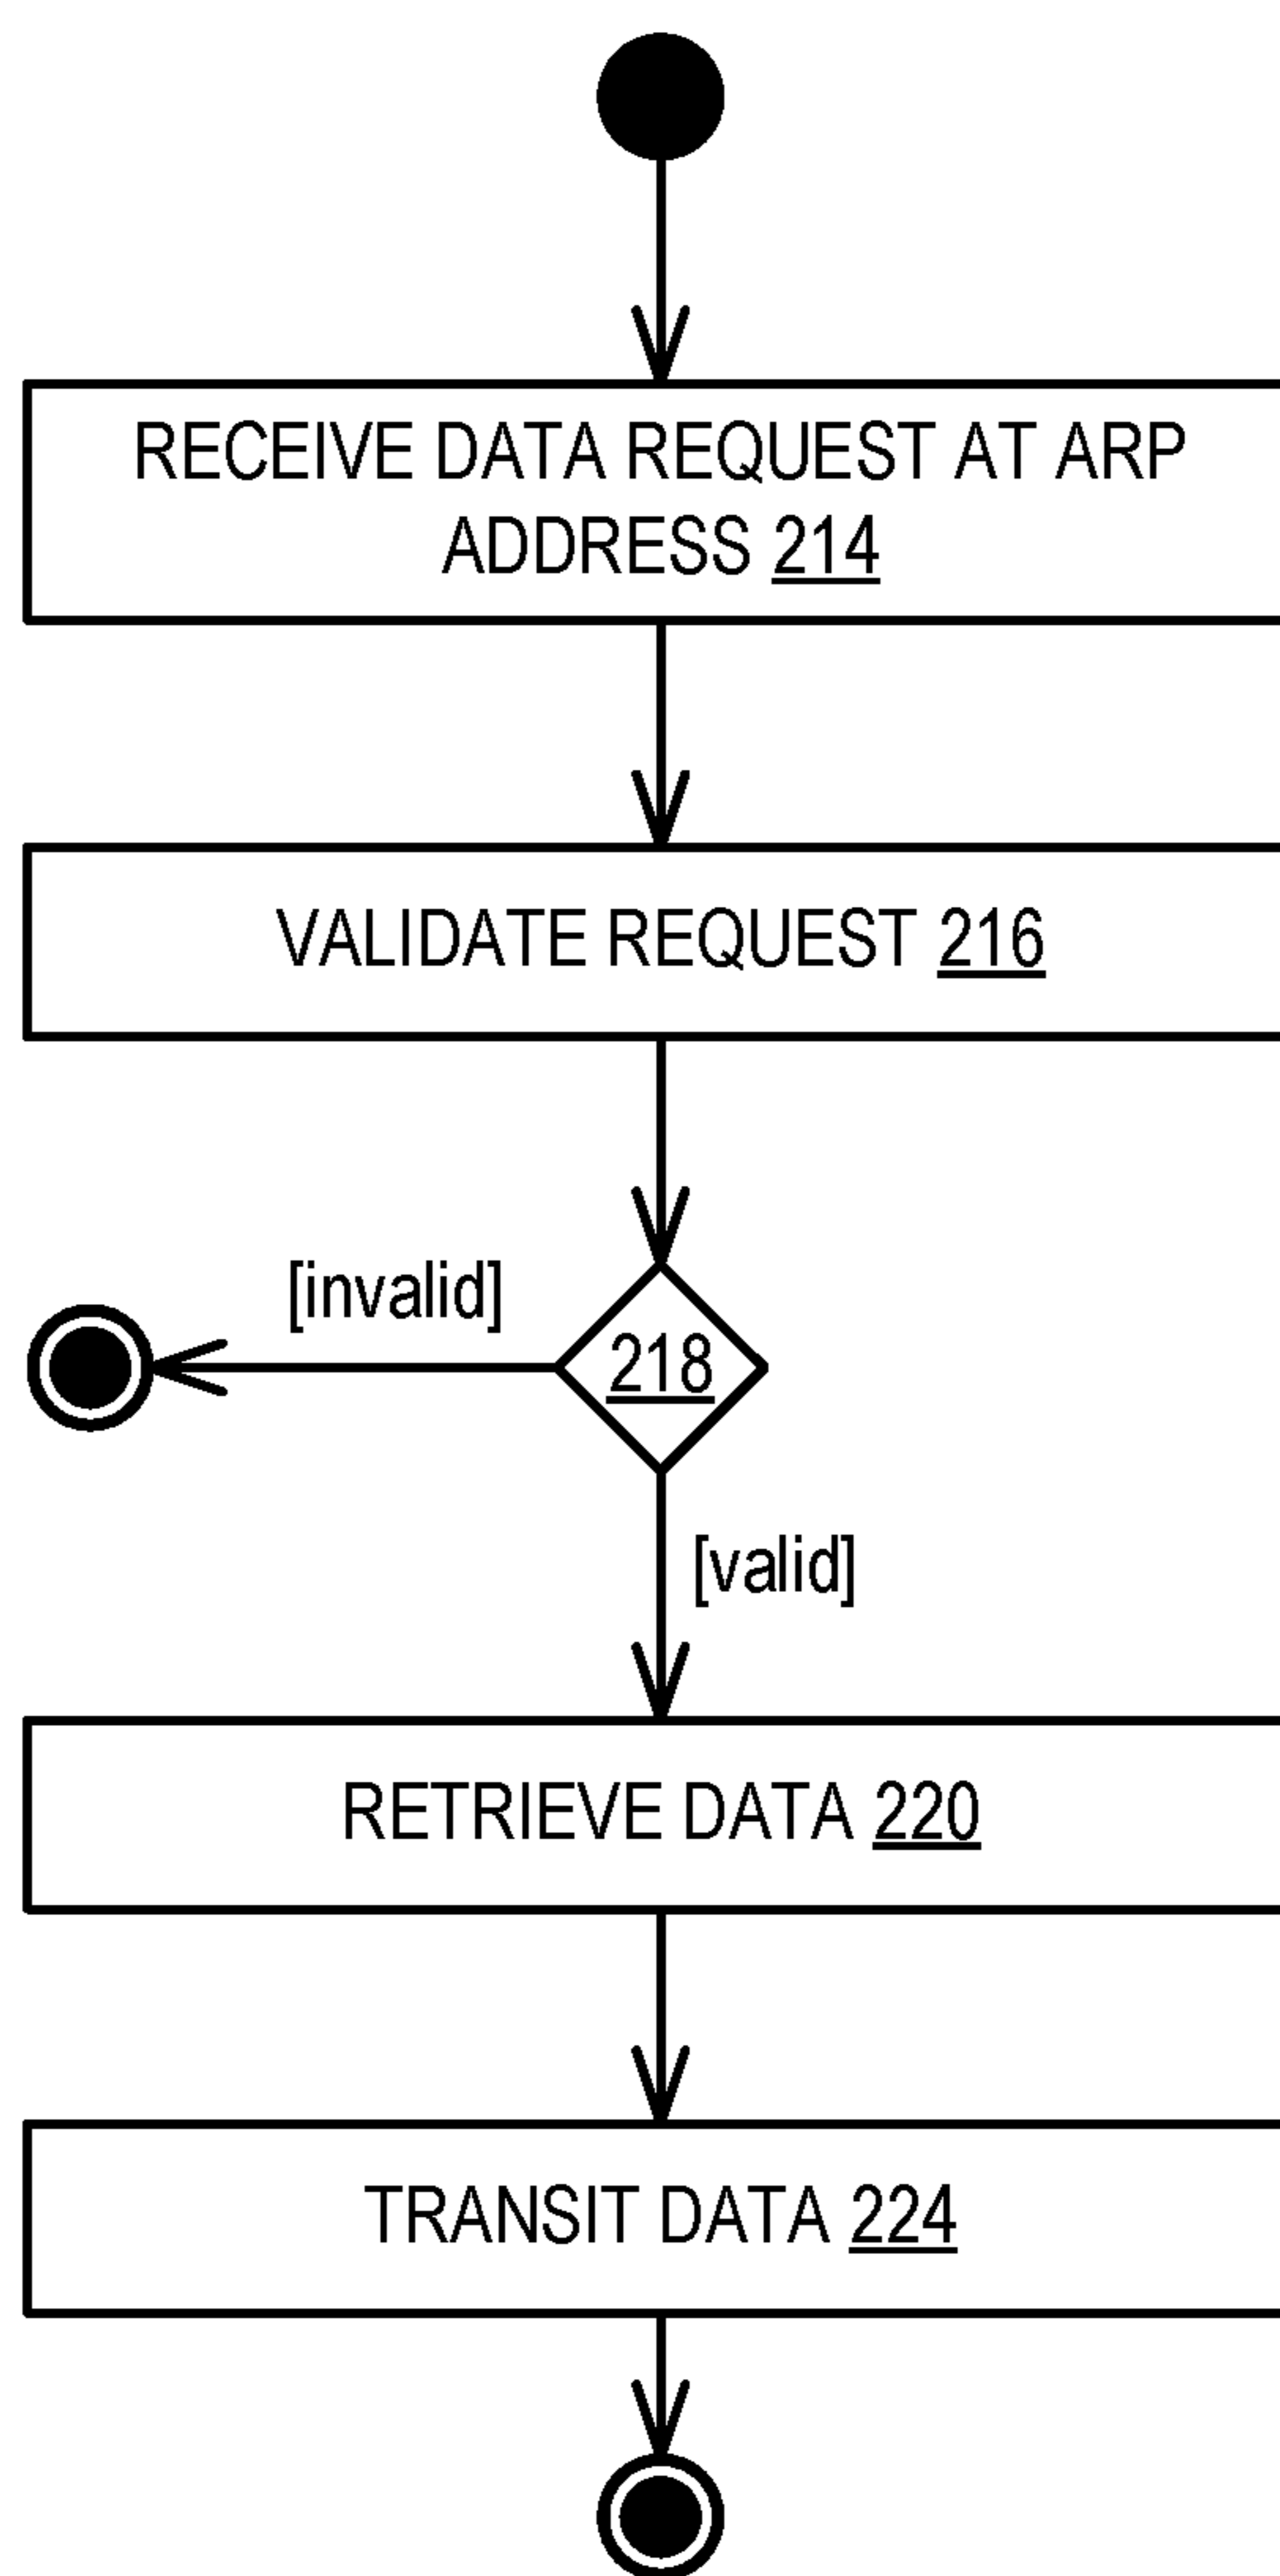 RECEIVE DATA REQUEST AT ARP
ADDRESS 214
VALIDATE REQUEST 216
[invalid]
218
[valid]
RETRIEVE DATA 220
TRANSIT DATA 224